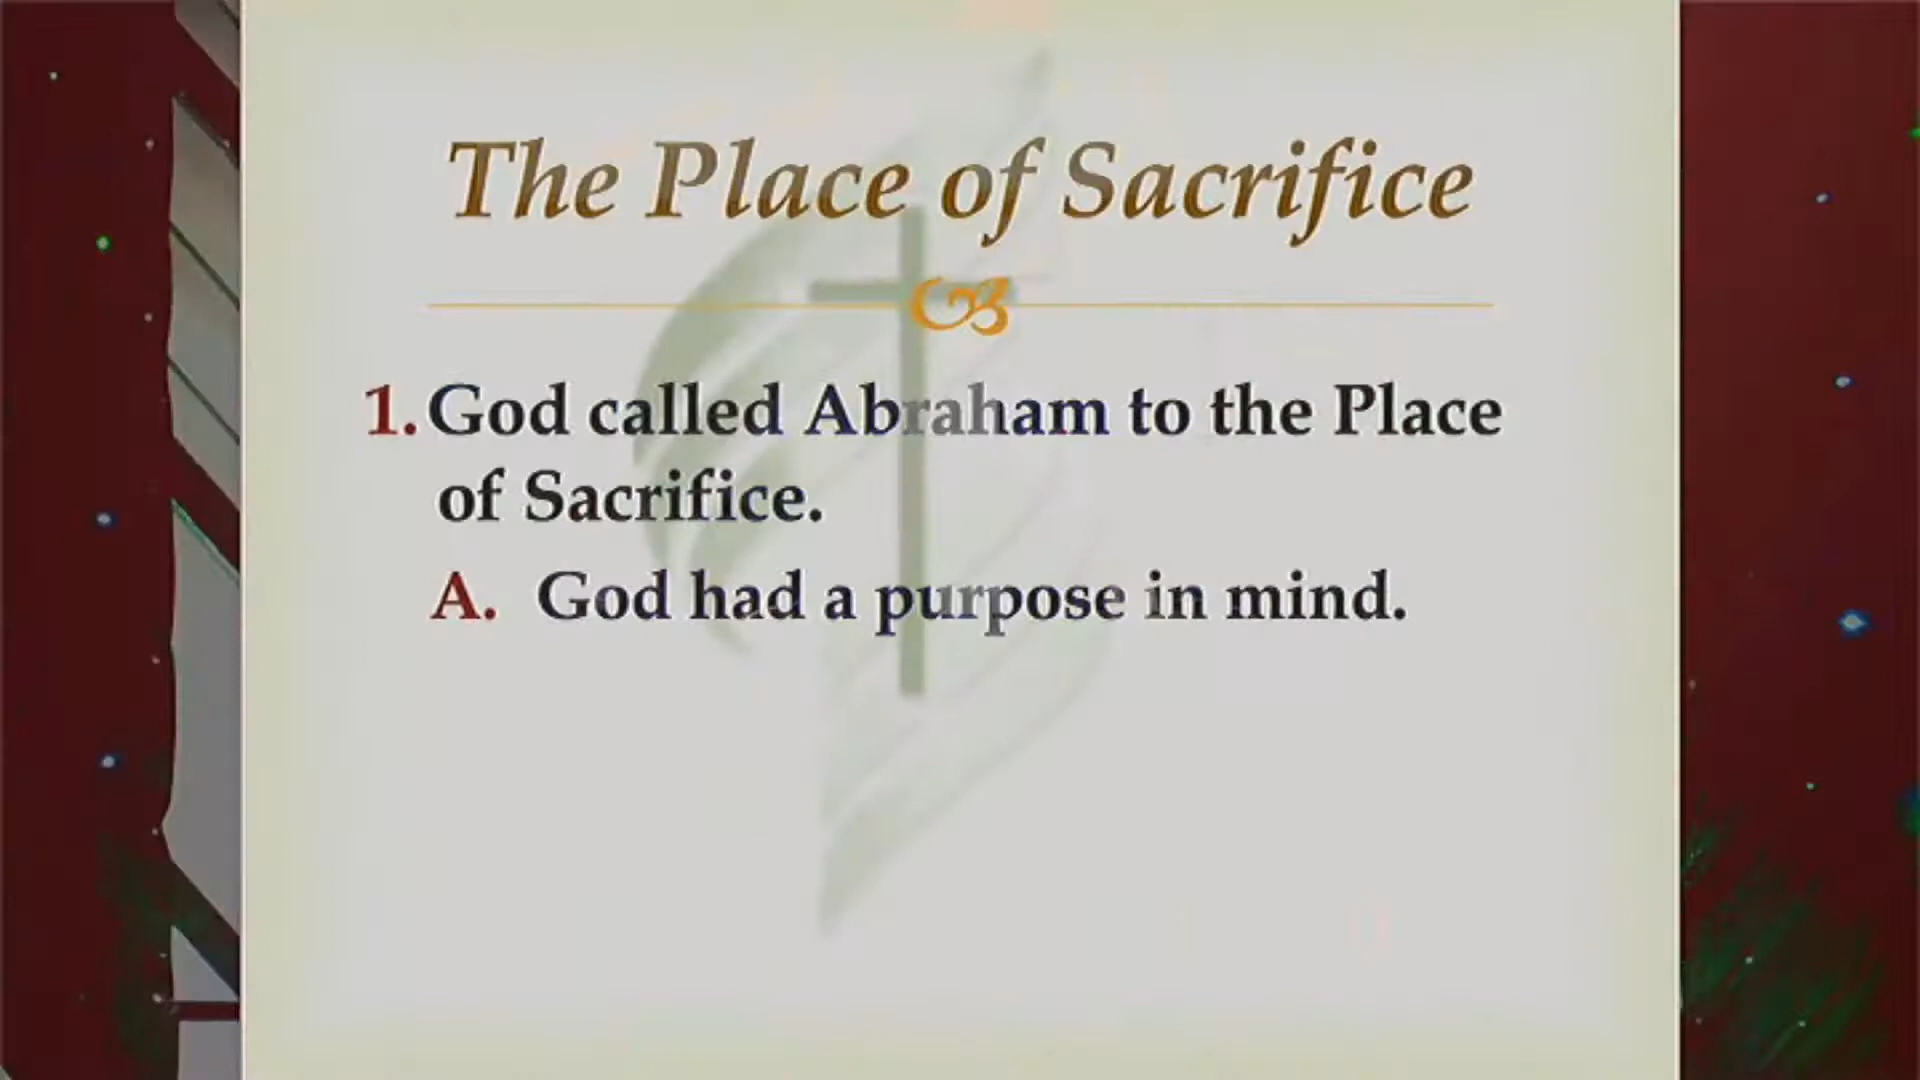 The Place of Sacrifice
1. God called Abraham to the Place
of Sacrifice.
A. God had a purpose in mind.